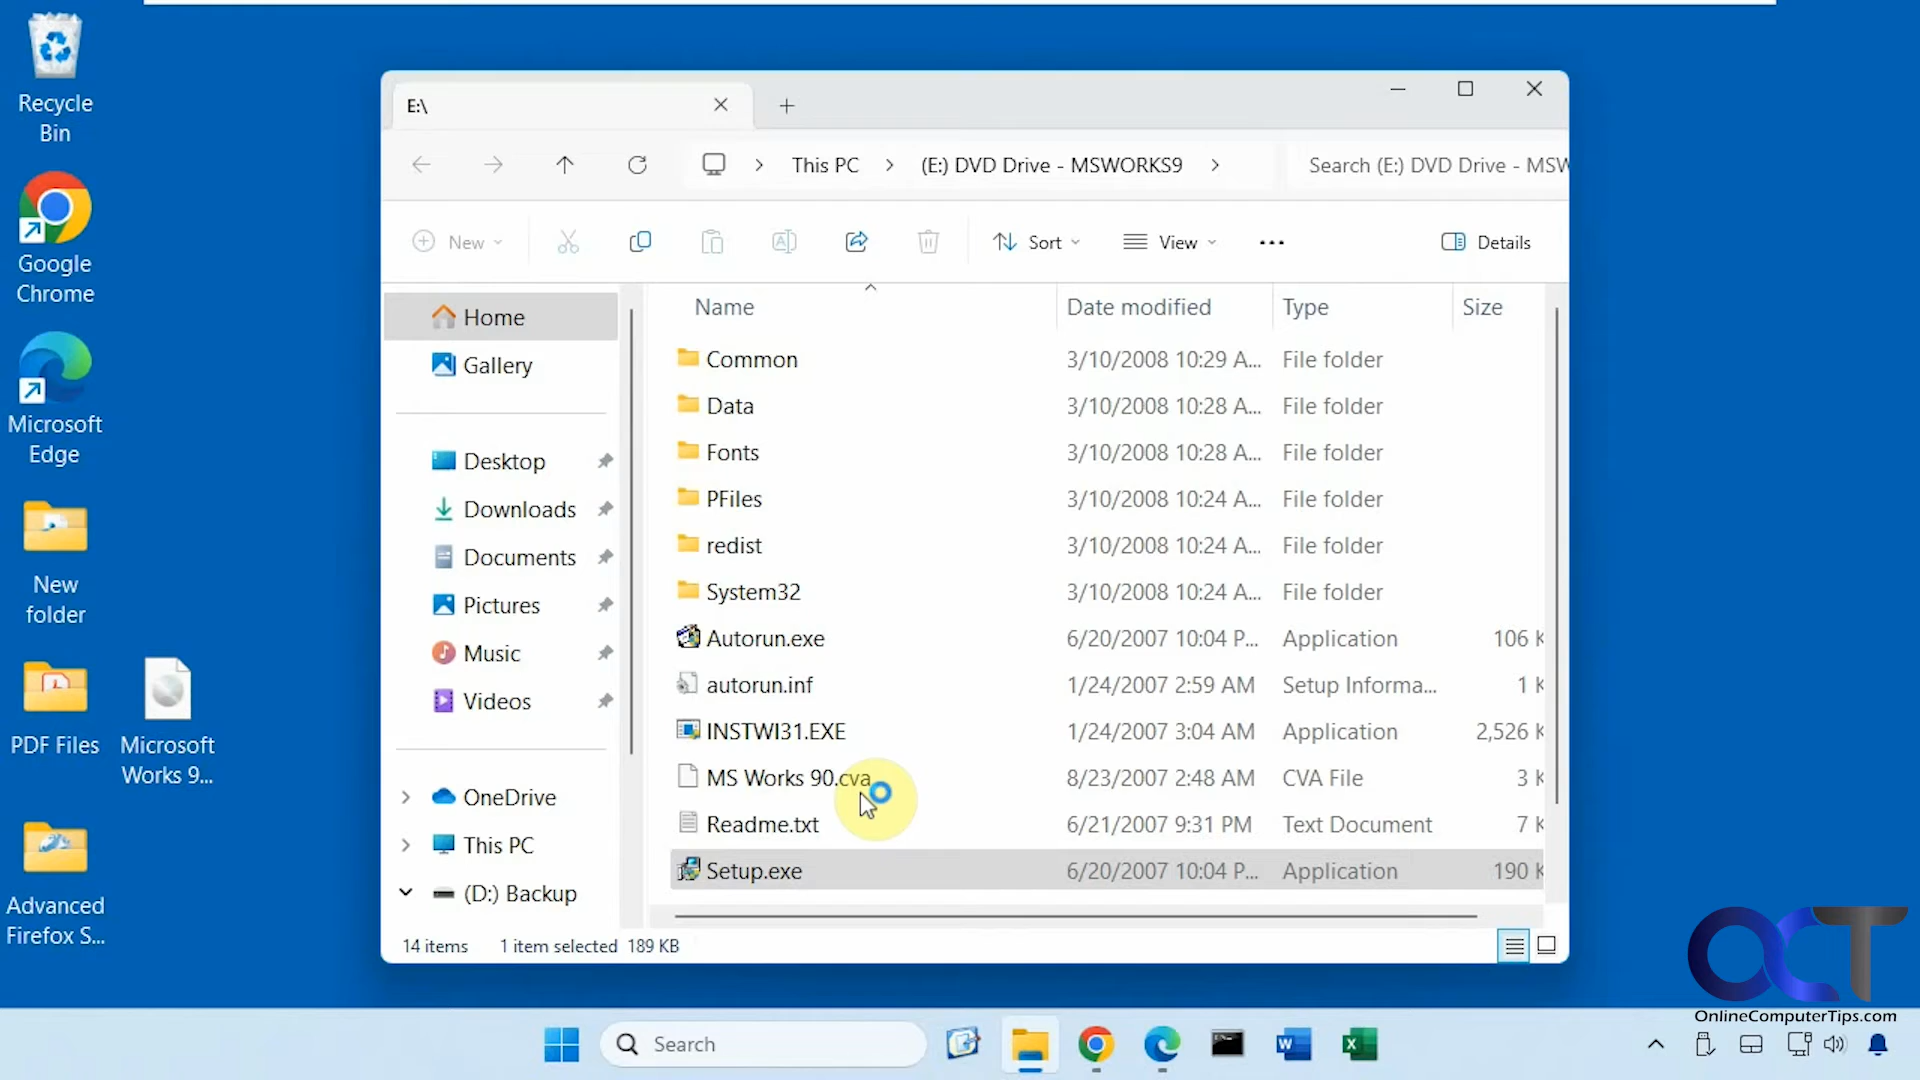 Recycle
Bin
Google
Chrome
Microsoft
Edge
New
folder
PDF Files
Microsoft
Works 9...
Advanced
Firefox S...
E:\
This PC
(E:) DVD Drive - MSWORKS9
Search (E:) DVD Drive - MSW
New
Sort
View
Details
Home
Gallery
Desktop
Downloads
Documents
Pictures
Music
Videos
OneDrive
This PC
(D:) Backup
Name Date modified Type Size
Common 3/10/2008 10:29 A... File folder
Data 3/10/2008 10:28 A... File folder
Fonts 3/10/2008 10:28 A... File folder
PFiles 3/10/2008 10:24 A... File folder
redist 3/10/2008 10:24 A... File folder
System32 3/10/2008 10:24 A... File folder
Autorun.exe 6/20/2007 10:04 P... Application 106 K
autorun.inf 1/24/2007 2:59 AM Setup Informa... 1 K
INSTWI31.EXE 1/24/2007 3:04 AM Application 2,526 K
MS Works 90.cva 8/23/2007 2:48 AM CVA File 3 K
Readme.txt 6/21/2007 9:31 PM Text Document 7 K
Setup.exe 6/20/2007 10:04 P... Application 190 K
14 items 1 item selected 189 KB
OCT
OnlineComputerTips.com
Search